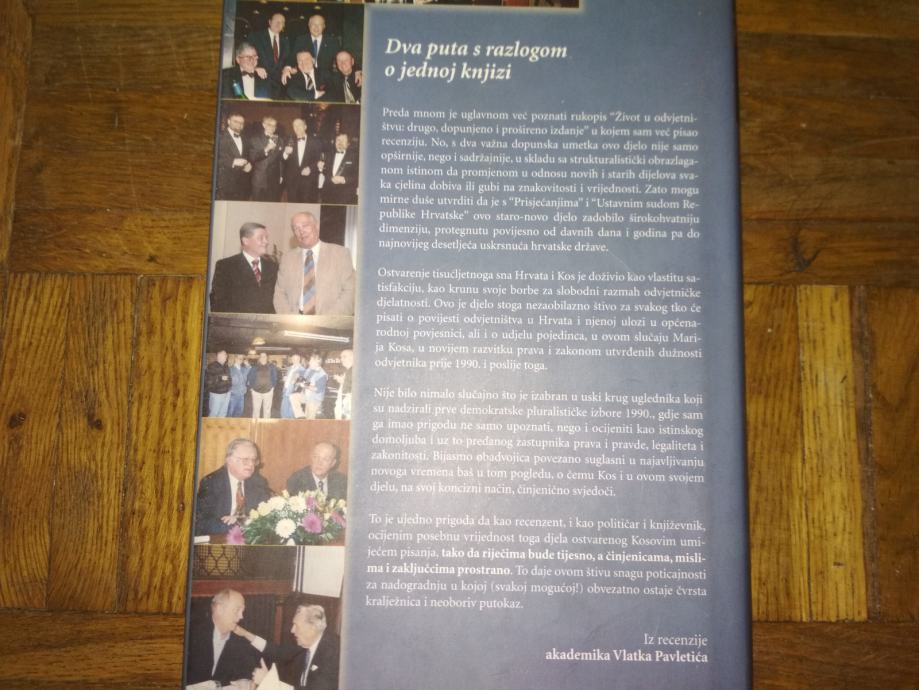 Dva puta s razlogom
o jednoj knjizi
Preda mnom je uglavnom već poznati rukopis “Život u odvjetni-
štvu: drugo, dopunjeno i prošireno izdanje” u kojem sam već pisao
recenziju. No, s dva važna dopunska umetka ovo djelo nije samo
opširnije, nego i sadržajnije, u skladu sa strukturalistički obrazlaga-
nom istinom da promjenom u odnosu novih i starih dijelova sva-
ka cjelina dobiva ili gubi na znakovitosti i vrijednosti. Zato mogu
mirne duše utvrditi da je s “Prisjećanjima” i “Ustavnim sudom Re-
publike Hrvatske” ovo staro-novo djelo zadobilo širokohvatniju
dimenziju, protegnutu povijesno od davnih dana i godina pa do
najnovijeg desetljeća uskrsnuća hrvatske države.
Ostvarenje tisućljetnoga sna Hrvata i Kos je doživio kao vlastitu sa-
tisfakciju, kao krunu svoje borbe za slobodni razmah odvjetničke
djelatnosti. Ovo je djelo stoga nezaobilazno štivo za svakog tko će
pisati o povijesti odvjetništva u Hrvata i njenoj ulozi u općena-
rodnoj povjesnici, ali i o udjelu pojedinca, u ovom slučaju Mari-
ja Kosa, u novijem razvitku prava i zakonom utvrđenih dužnosti
odvjetnika prije 1990. i poslije toga.
Nije bilo nimalo slučajno što je izabran u uski krug uglednika koji
su nadzirali prve demokratske pluralističke izbore 1990., gdje sam
ga imao prigodu ne samo upoznati, nego i ocijeniti kao istinskog
domoljuba i uz to predanog zastupnika prava i pravde, legaliteta i
zakonitosti. Bijasmo obadvojica povezano suglasni u najavljivanju
novoga vremena baš u tom pogledu, o čemu Kos i u ovom svojem
djelu, na svoj koncizni način, činjenično svjedoči.
To je ujedno prigoda da kao recenzent, i kao političar i književnik,
ocijenim posebnu vrijednost toga djela ostvarenog Kosovim umi-
jećem pisanja, tako da riječima bude tijesno, a činjenicama, misli-
ma i zaključcima prostrano. To daje ovom štivu snagu poticajnosti
za nadogradnju u kojoj (svakoj mogućoj!) obvezatno ostaje čvrsta
kralježnica i neoboriv putokaz.
Iz recenzije
akademika Vlatka Pavletića